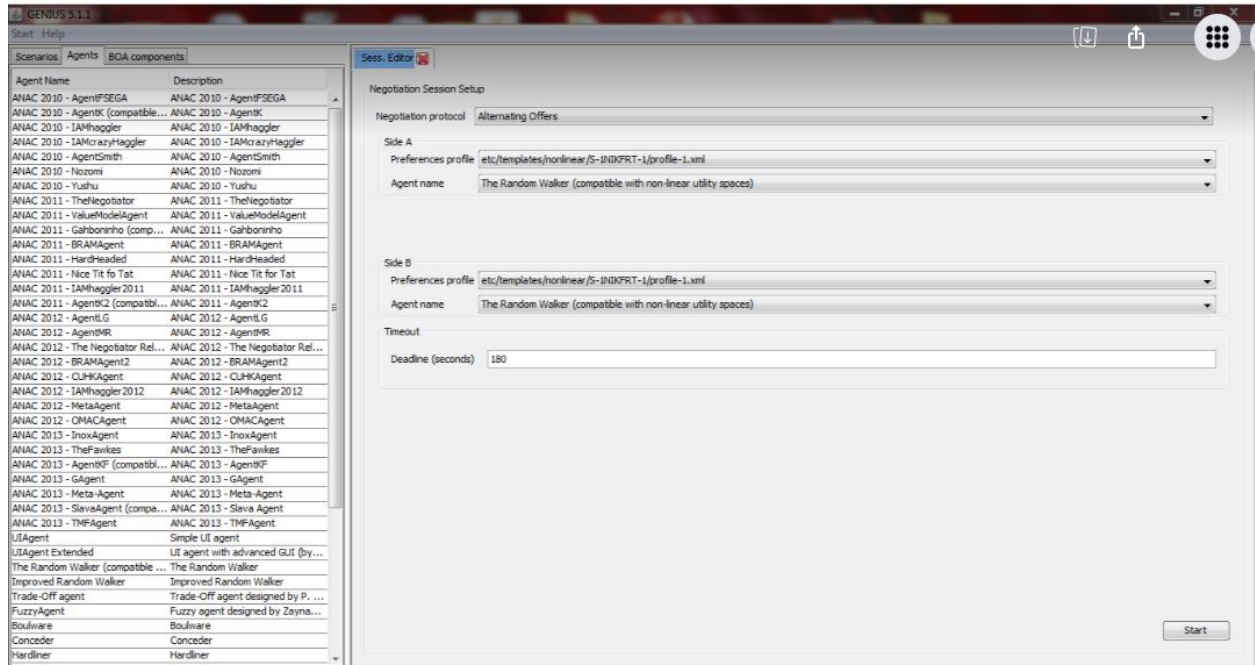 GENIUS 5.1.1
Start Help
Scenarios Agents BOA components
Agent Name Description
ANAC 2010 - AgentFSEGA ANAC 2010 - AgentFSEGA
ANAC 2010 - AgentK (compatible... ANAC 2010 - AgentK
ANAC 2010 - IAMhaggler ANAC 2010 - IAMhaggler
ANAC 2010 - IAMcrazyHaggler ANAC 2010 - IAMcrazyHaggler
ANAC 2010 - AgentSmith ANAC 2010 - AgentSmith
ANAC 2010 - Nozomi ANAC 2010 - Nozomi
ANAC 2010 - Yushu ANAC 2010 - Yushu
ANAC 2011 - TheNegotiator ANAC 2011 - TheNegotiator
ANAC 2011 - ValueModelAgent ANAC 2011 - ValueModelAgent
ANAC 2011 - Gahboninho (comp... ANAC 2011 - Gahboninho
ANAC 2011 - BRAMAgent ANAC 2011 - BRAMAgent
ANAC 2011 - HardHeaded ANAC 2011 - HardHeaded
ANAC 2011 - Nice Tit fo Tat ANAC 2011 - Nice Tit for Tat
ANAC 2011 - IAMhaggler2011 ANAC 2011 - IAMhaggler2011
ANAC 2011 - AgentK2 (compatibl... ANAC 2011 - AgentK2
ANAC 2012 - AgentLG ANAC 2012 - AgentLG
ANAC 2012 - AgentMR ANAC 2012 - AgentMR
ANAC 2012 - The Negotiator Rel... ANAC 2012 - The Negotiator Rel...
ANAC 2012 - BRAMAgent2 ANAC 2012 - BRAMAgent2
ANAC 2012 - CUHKAgent ANAC 2012 - CUHKAgent
ANAC 2012 - IAMhaggler2012 ANAC 2012 - IAMhaggler2012
ANAC 2012 - MetaAgent ANAC 2012 - MetaAgent
ANAC 2012 - OMACAgent ANAC 2012 - OMACAgent
ANAC 2013 - InoxAgent ANAC 2013 - InoxAgent
ANAC 2013 - TheFawkes ANAC 2013 - TheFawkes
ANAC 2013 - AgentKF (compatibl... ANAC 2013 - AgentKF
ANAC 2013 - GAgent ANAC 2013 - GAgent
ANAC 2013 - Meta-Agent ANAC 2013 - Meta-Agent
ANAC 2013 - SlavaAgent (compa... ANAC 2013 - Slava Agent
ANAC 2013 - TMFAgent ANAC 2013 - TMFAgent
UIAgent Simple UI agent
UIAgent Extended UI agent with advanced GUI (by...
The Random Walker (compatible ... The Random Walker
Improved Random Walker Improved Random Walker
Trade-Off agent Trade-Off agent designed by P. ...
FuzzyAgent Fuzzy agent designed by Zayna...
Boulware Boulware
Conceder Conceder
Hardliner Hardliner
Sess. Editor
Negotiation Session Setup
Negotiation protocol Alternating Offers
Side A
Preferences profile etc/templates/nonlinear/S-1NIKFRT-1/profile-1.xml
Agent name The Random Walker (compatible with non-linear utility spaces)
Side B
Preferences profile etc/templates/nonlinear/S-1NIKFRT-1/profile-1.xml
Agent name The Random Walker (compatible with non-linear utility spaces)
Timeout
Deadline (seconds) 180
Start